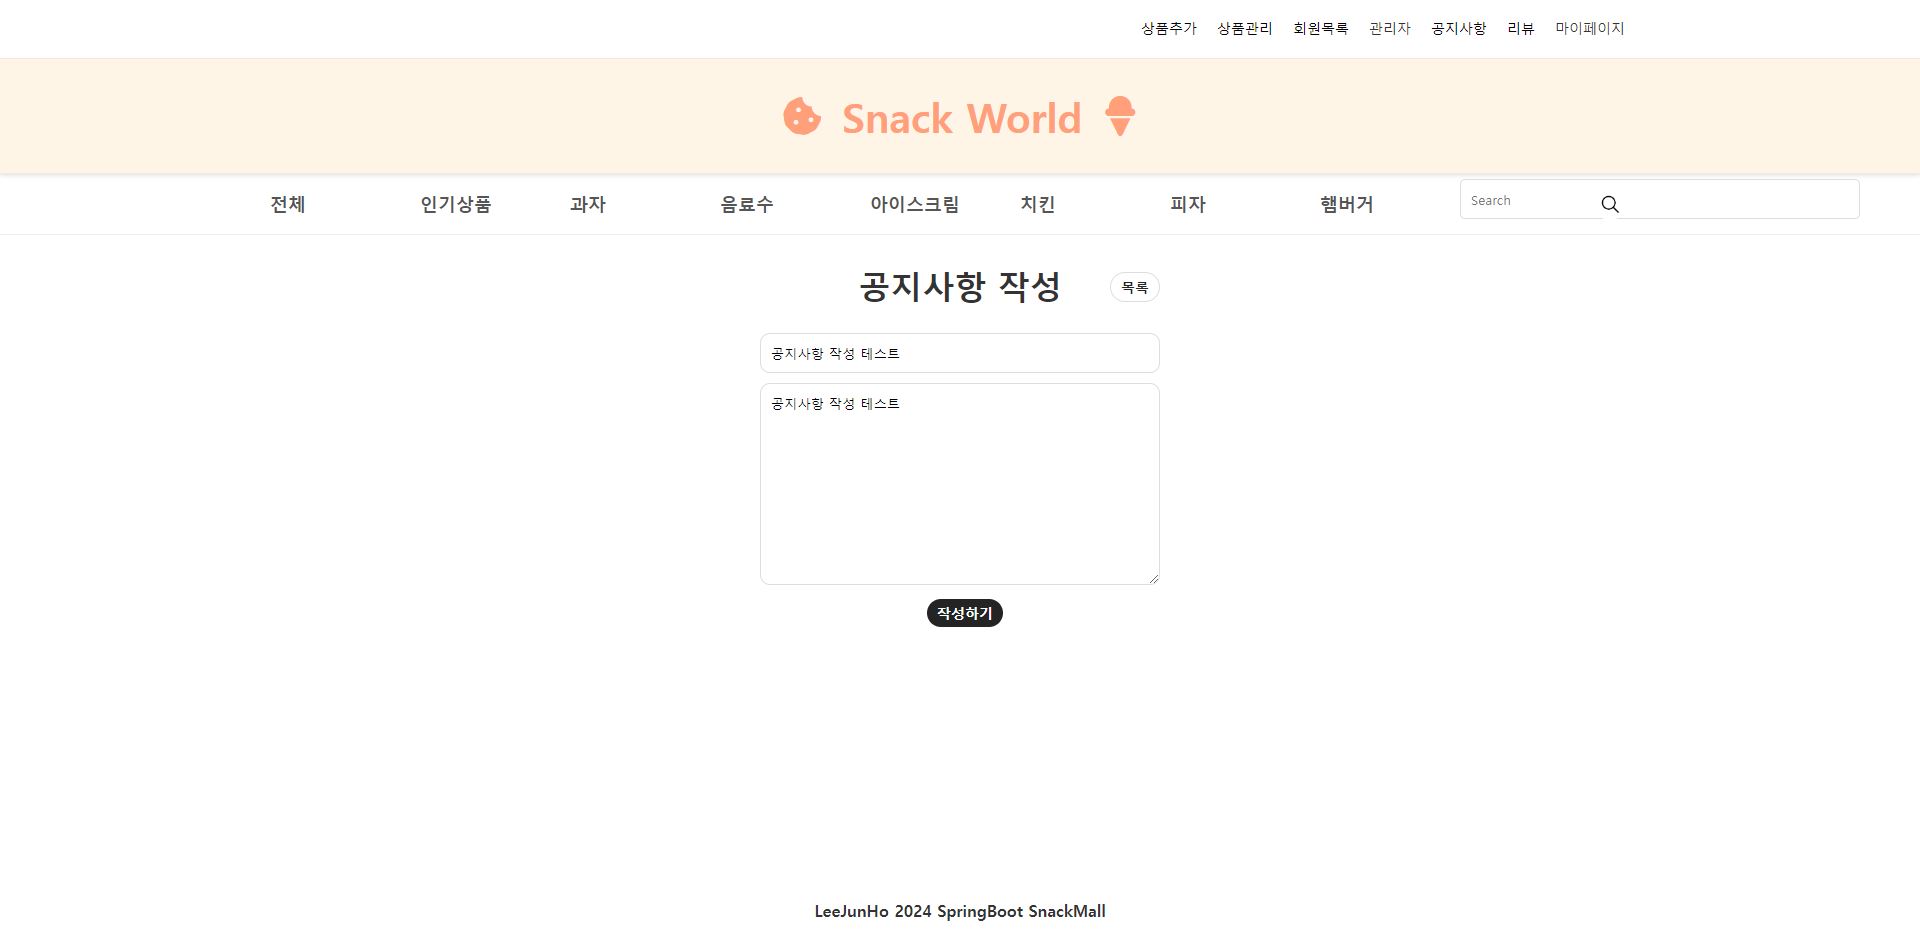 상품추가 상품관리 회원목록 관리자 공지사항 리뷰 마이페이지
Snack World
전체 인기상품 과자 음료수 아이스크림 치킨 피자 햄버거 Search
공지사항 작성 목록
공지사항 작성 테스트
공지사항 작성 테스트
작성하기
LeeJunHo 2024 SpringBoot SnackMall